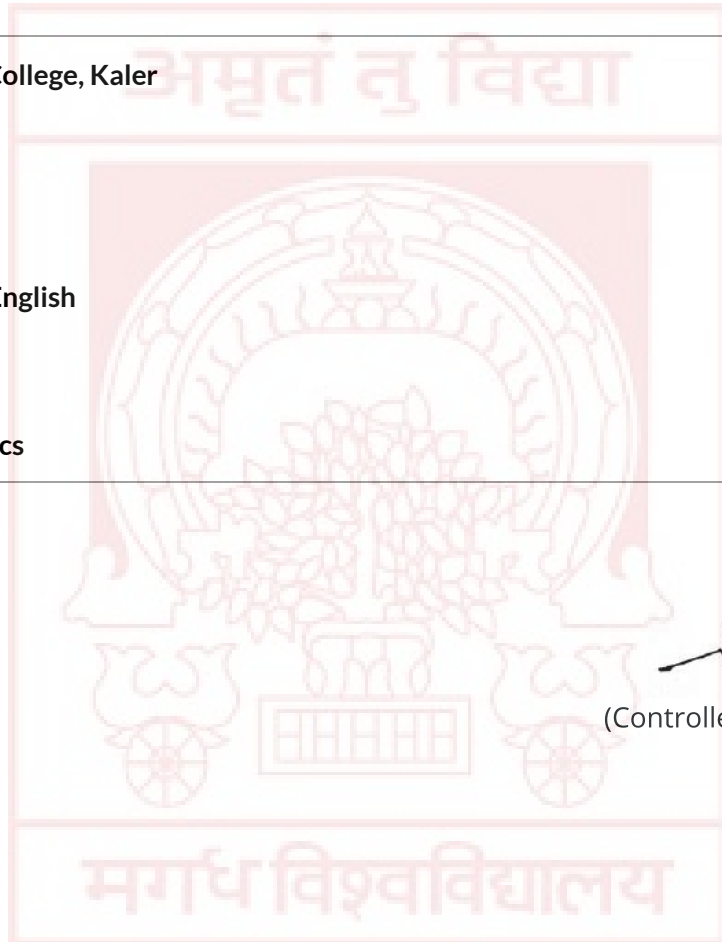 अमृतं तु विद्या
College, Kaler
English
cs
(Controlle
मगध विश्वविद्यालय